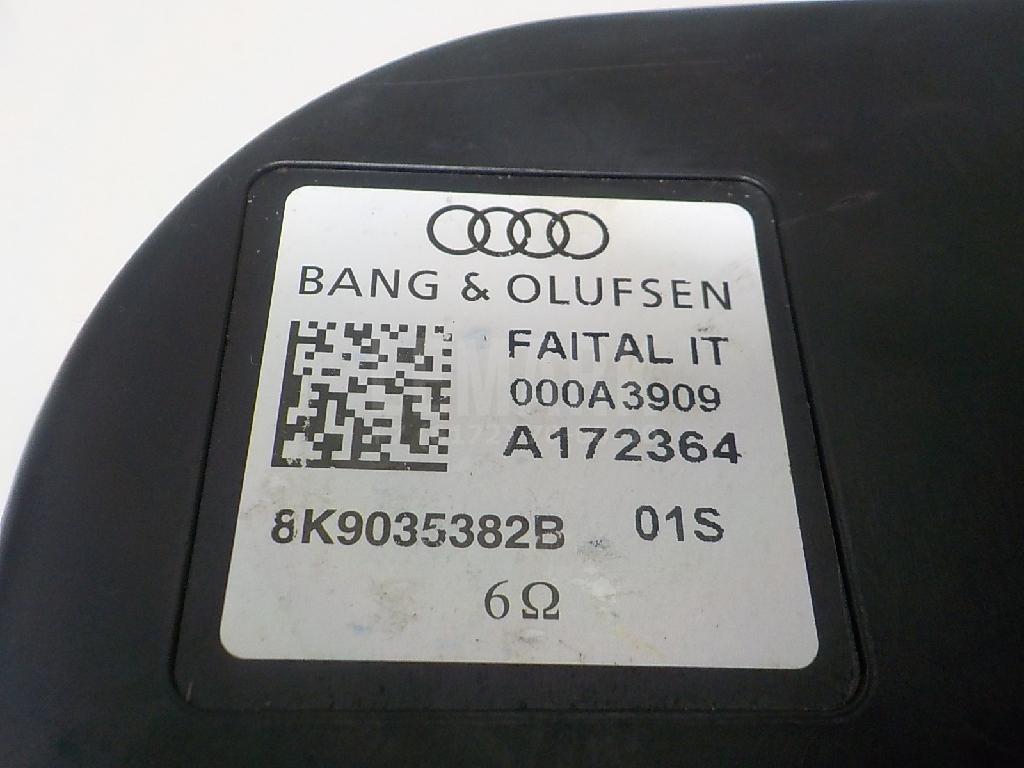 BANG & OLUFSEN
FAITAL IT
000A3909
A172364
8K9035382B 01S
6Ω